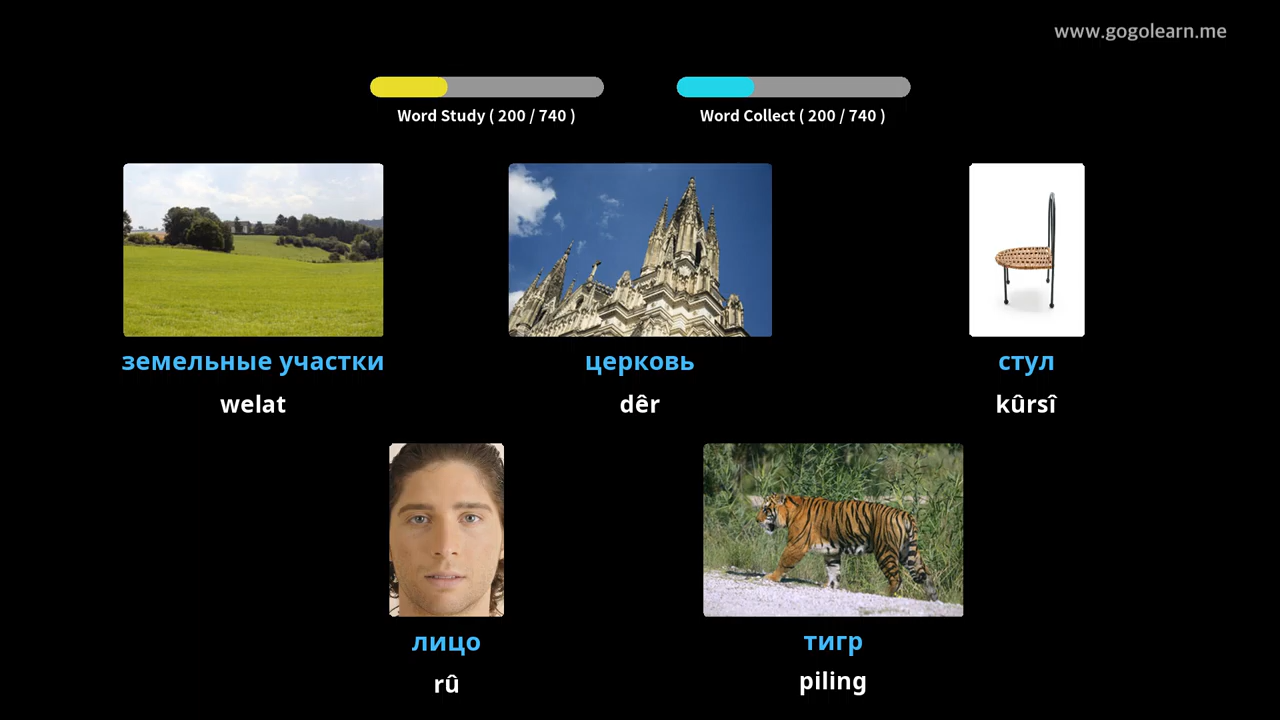 www.gogolearn.me
Word Study ( 200 / 740 )
Word Collect ( 200 / 740 )
земельные участки
welat
церковь
dêr
стул
kûrsî
лицо
rû
тигр
piling